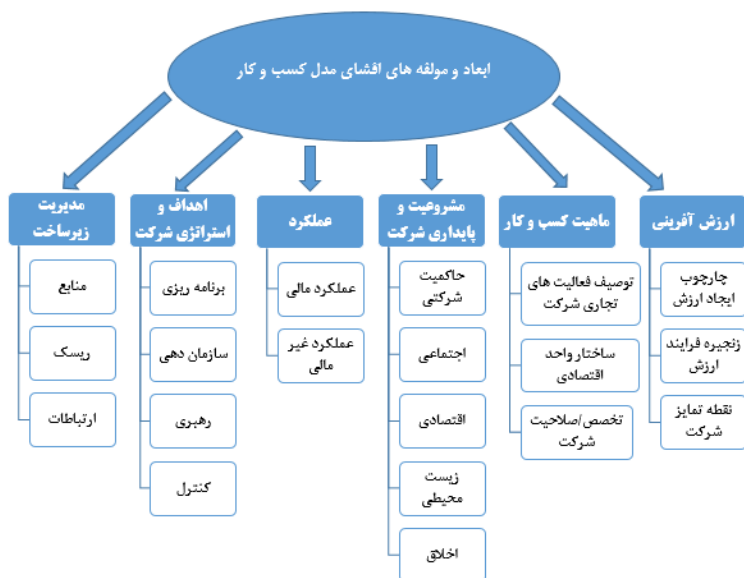 ابعاد و مولقه های افشای مدل کسب و کار
ارزش آفرینی
چارچوب
ایجاد ارزش
زنجیره فرایند
ارزش
نقطه تمایز
شرکت
ماهیت کسب و کار
توصیف فعالیت های
تجاری شرکت
ساختار واحد
اقتصادی
تخصص/صلاحیت
شرکت
مشروعیت و
پایداری شرکت
حاکمیت
شرکتی
اجتماعی
اقتصادی
زیست
محیطی
اخلاق
عملکرد
عملکرد مالی
عملکرد غیر
مالی
اهداف و
استراتژی شرکت
برنامه ریزی
سازمان دهی
رهبری
کنترل
مدیریت
زیرساخت
منابع
ریسک
ارتباطات